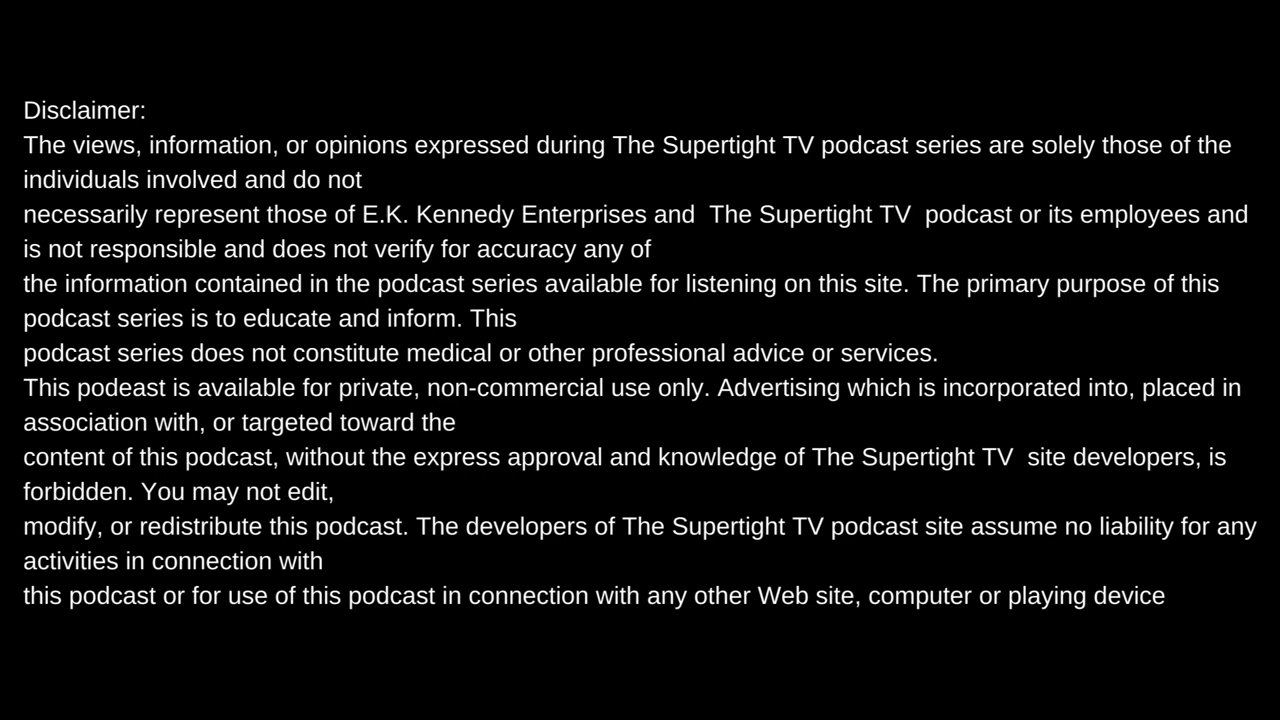 Disclaimer:
The views, information, or opinions expressed during The Supertight TV podcast series are solely those of the
individuals involved and do not
necessarily represent those of E.K. Kennedy Enterprises and  The Supertight TV  podcast or its employees and
is not responsible and does not verify for accuracy any of
the information contained in the podcast series available for listening on this site. The primary purpose of this
podcast series is to educate and inform. This
podcast series does not constitute medical or other professional advice or services.
This podeast is available for private, non-commercial use only. Advertising which is incorporated into, placed in
association with, or targeted toward the
content of this podcast, without the express approval and knowledge of The Supertight TV  site developers, is
forbidden. You may not edit,
modify, or redistribute this podcast. The developers of The Supertight TV podcast site assume no liability for any
activities in connection with
this podcast or for use of this podcast in connection with any other Web site, computer or playing device